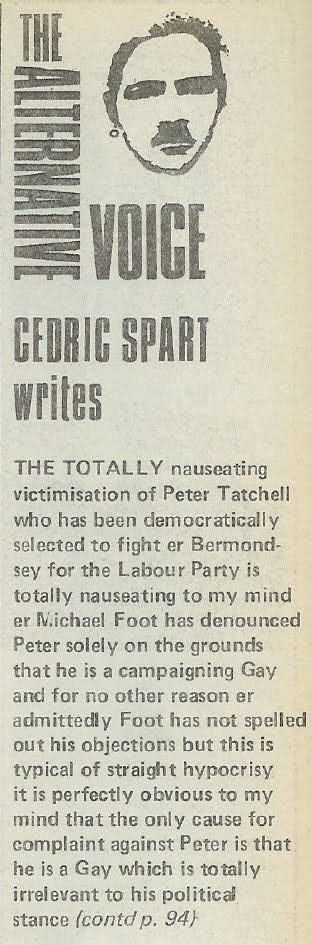 THE
ALTERNATIVE
VOICE
CEDRIC SPART
writes
THE TOTALLY nauseating
victimisation of Peter Tatchell
who has been democratically
selected to fight er Bermond-
sey for the Labour Party is
totally nauseating to my mind
er Michael Foot has denounced
Peter solely on the grounds
that he is a campaigning Gay
and for no other reason er
admittedly Foot has not spelled
out his objections but this is
typical of straight hypocrisy
it is perfectly obvious to my
mind that the only cause for
complaint against Peter is that
he is a Gay which is totally
irrelevant to his political
stance (contd p. 94)